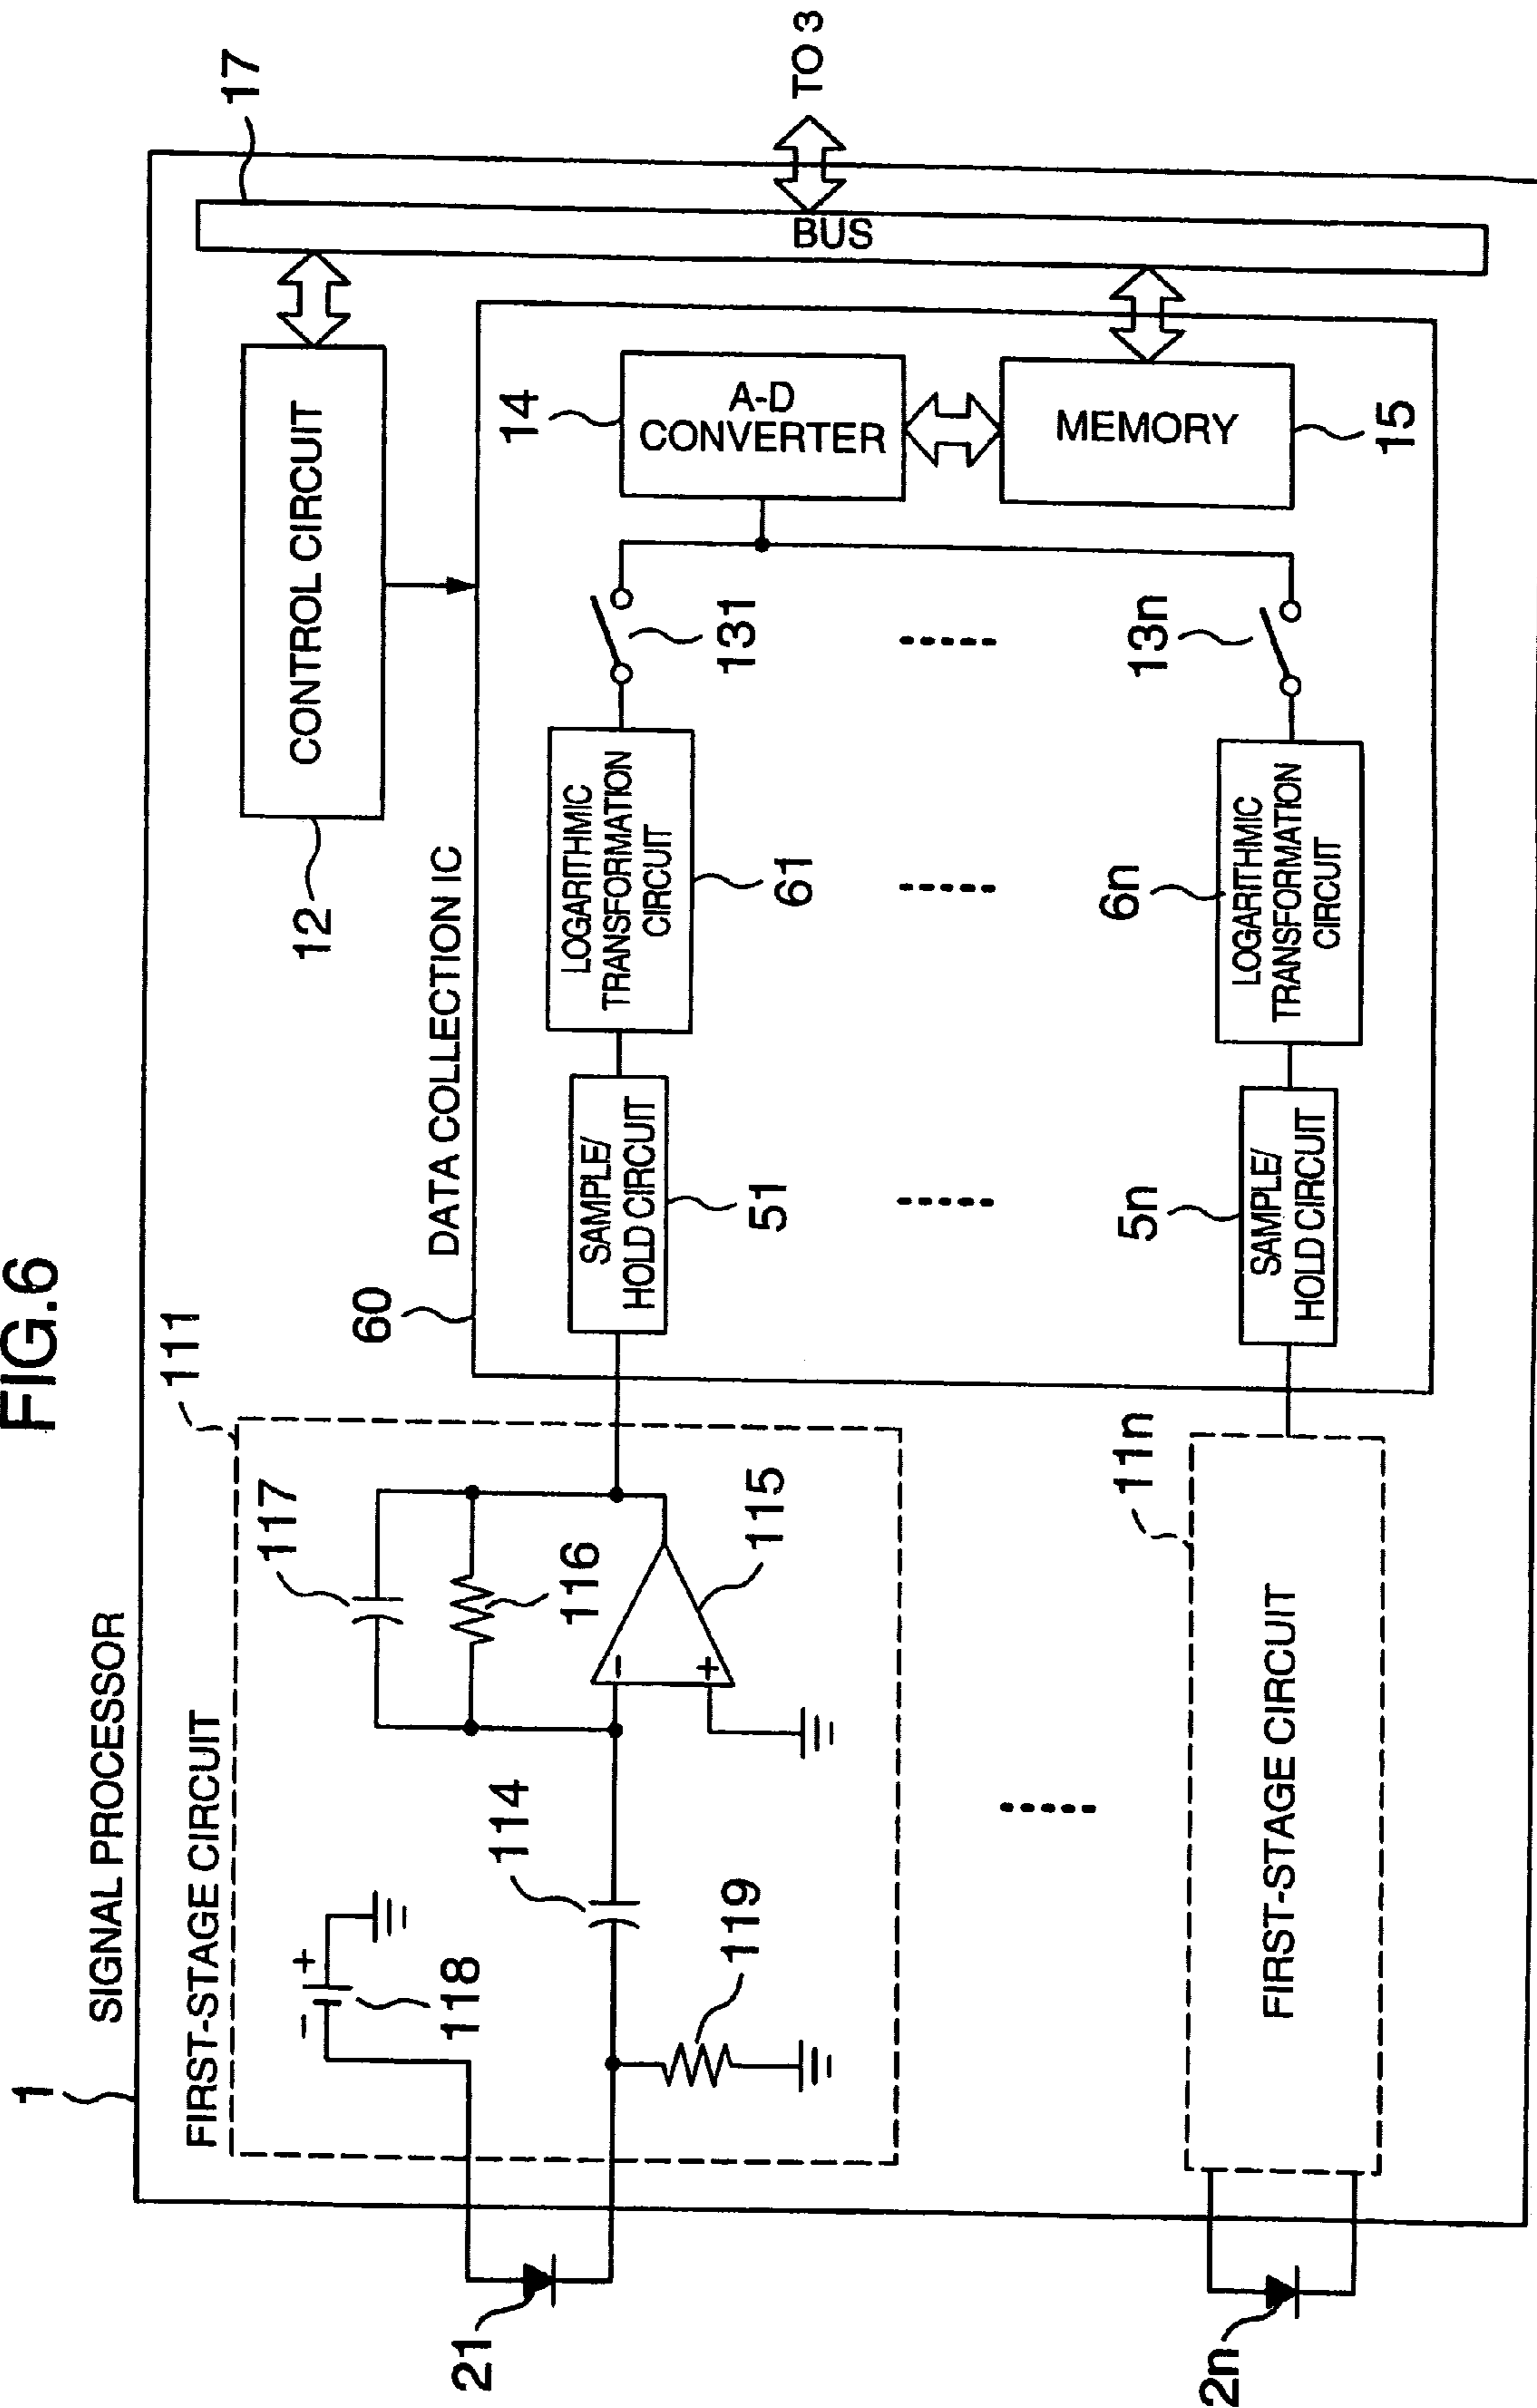 FIG.6
1
SIGNAL PROCESSOR
FIRST-STAGE CIRCUIT
111
118
− +
117
116
114
115
−
+
119
21
60
DATA COLLECTION IC
12
CONTROL CIRCUIT
17
BUS
TO 3
SAMPLE/
HOLD CIRCUIT
51
LOGARITHMIC
TRANSFORMATION
CIRCUIT
61
131
14
A-D
CONVERTER
MEMORY
15
2n
11n
FIRST-STAGE CIRCUIT
5n
SAMPLE/
HOLD CIRCUIT
6n
LOGARITHMIC
TRANSFORMATION
CIRCUIT
13n